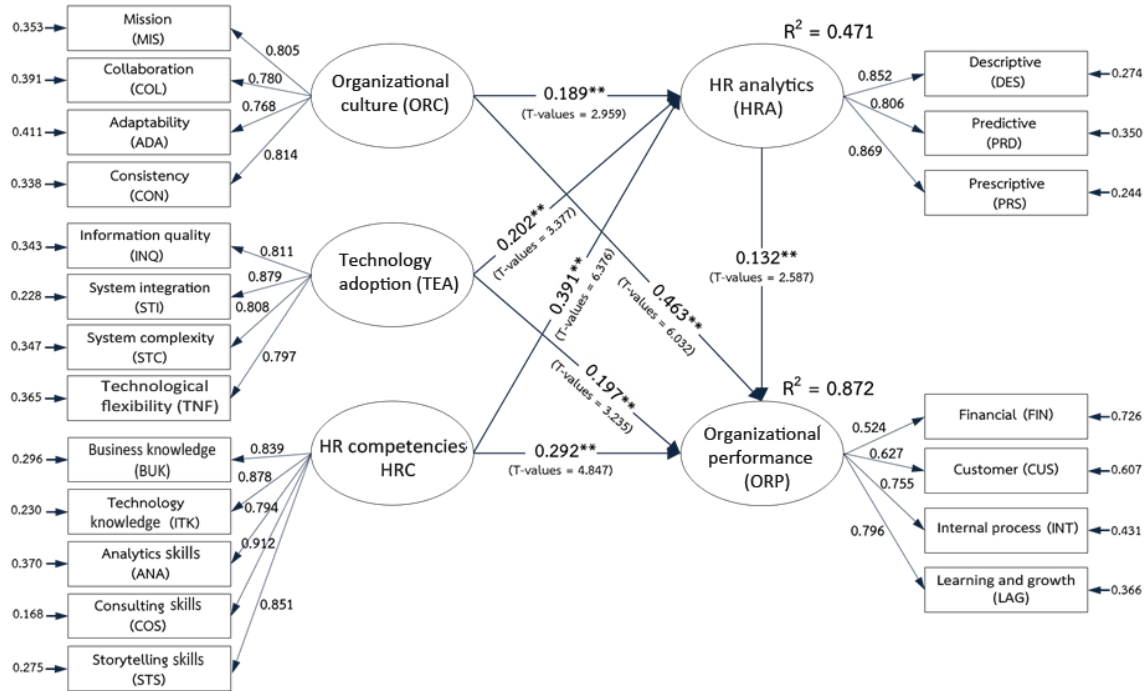 0.353
Mission
(MIS)
0.805
0.391
Collaboration
(COL)
0.780
0.411
Adaptability
(ADA)
0.768
0.338
Consistency
(CON)
0.814
Organizational
culture (ORC)
0.343
Information quality
(INQ)
0.811
0.228
System integration
(STI)
0.879
0.347
System complexity
(STC)
0.808
0.365
Technological
flexibility (TNF)
0.797
Technology
adoption (TEA)
0.296
Business knowledge
(BUK)
0.839
0.230
Technology
knowledge (ITK)
0.878
0.370
Analytics skills
(ANA)
0.794
0.168
Consulting skills
(COS)
0.912
0.275
Storytelling skills
(STS)
0.851
HR competencies
HRC
0.189**
(T-values = 2.959)
0.202**
(T-values = 3.377)
0.391**
(T-values = 6.376)
0.463**
(T-values = 6.032)
0.197**
(T-values = 3.235)
0.292**
(T-values = 4.847)
R² = 0.471
HR analytics
(HRA)
0.132**
(T-values = 2.587)
R² = 0.872
Organizational
performance
(ORP)
0.852
Descriptive
(DES)
0.274
0.806
Predictive
(PRD)
0.350
0.869
Prescriptive
(PRS)
0.244
0.524
Financial (FIN)
0.726
0.627
Customer (CUS)
0.607
0.755
Internal process (INT)
0.431
0.796
Learning and growth
(LAG)
0.366